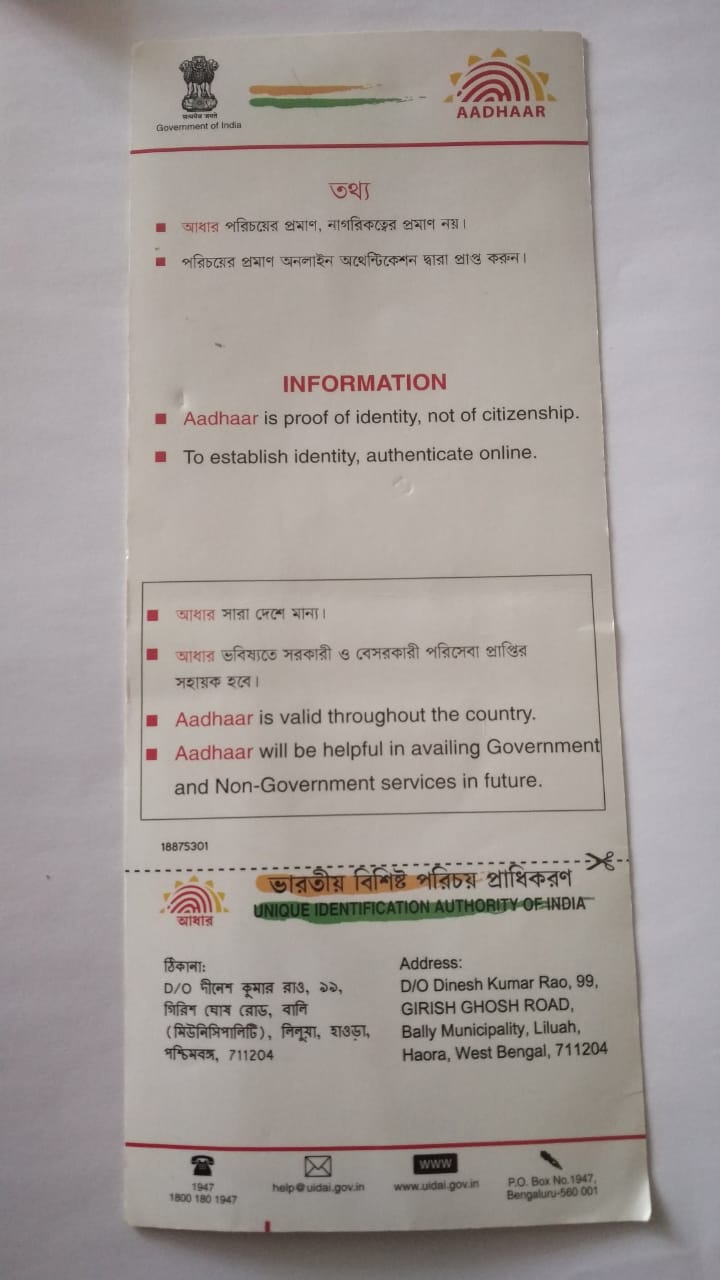 सत्यमेव जयते
Government of India
AADHAAR
তথ্য
আধার পরিচয়ের প্রমাণ, নাগরিকত্বের প্রমাণ নয়।
পরিচয়ের প্রমাণ অনলাইন অথেন্টিকেশন দ্বারা প্রাপ্ত করুন।
INFORMATION
Aadhaar is proof of identity, not of citizenship.
To establish identity, authenticate online.
আধার সারা দেশে মান্য।
আধার ভবিষ্যতে সরকারী ও বেসরকারী পরিসেবা প্রাপ্তির
সহায়ক হবে।
Aadhaar is valid throughout the country.
Aadhaar will be helpful in availing Government
and Non-Government services in future.
18875301
ভারতীয় বিশিষ্ট পরিচয় প্রাধিকরণ
UNIQUE IDENTIFICATION AUTHORITY OF INDIA
আধার
ঠিকানা:
D/O দীনেশ কুমার রাও, ৯৯,
গিরিশ ঘোষ রোড, বালি
(মিউনিসিপালিটি), লিলুয়া, হাওড়া,
পশ্চিমবঙ্গ, 711204
Address:
D/O Dinesh Kumar Rao, 99,
GIRISH GHOSH ROAD,
Bally Municipality, Liluah,
Haora, West Bengal, 711204
1947
1800 180 1947
help@uidai.gov.in
WWW
www.uidai.gov.in
P.O. Box No.1947,
Bengaluru-560 001